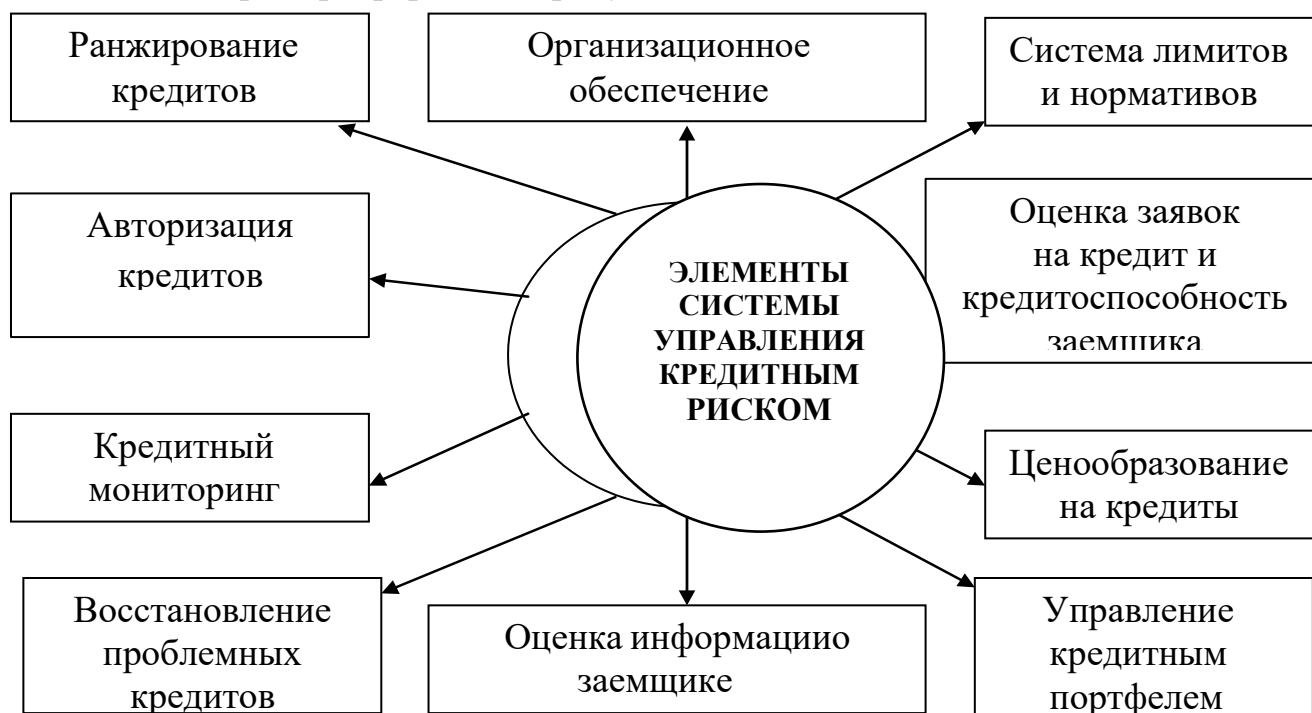 Ранжирование
кредитов
Организационное
обеспечение
Система лимитов
и нормативов
Авторизация
кредитов
ЭЛЕМЕНТЫ
СИСТЕМЫ
УПРАВЛЕНИЯ
КРЕДИТНЫМ
РИСКОМ
Оценка заявок
на кредит и
кредитоспособность
заемщика
Кредитный
мониторинг
Ценообразование
на кредиты
Восстановление
проблемных
кредитов
Оценка информациио
заемщике
Управление
кредитным
портфелем